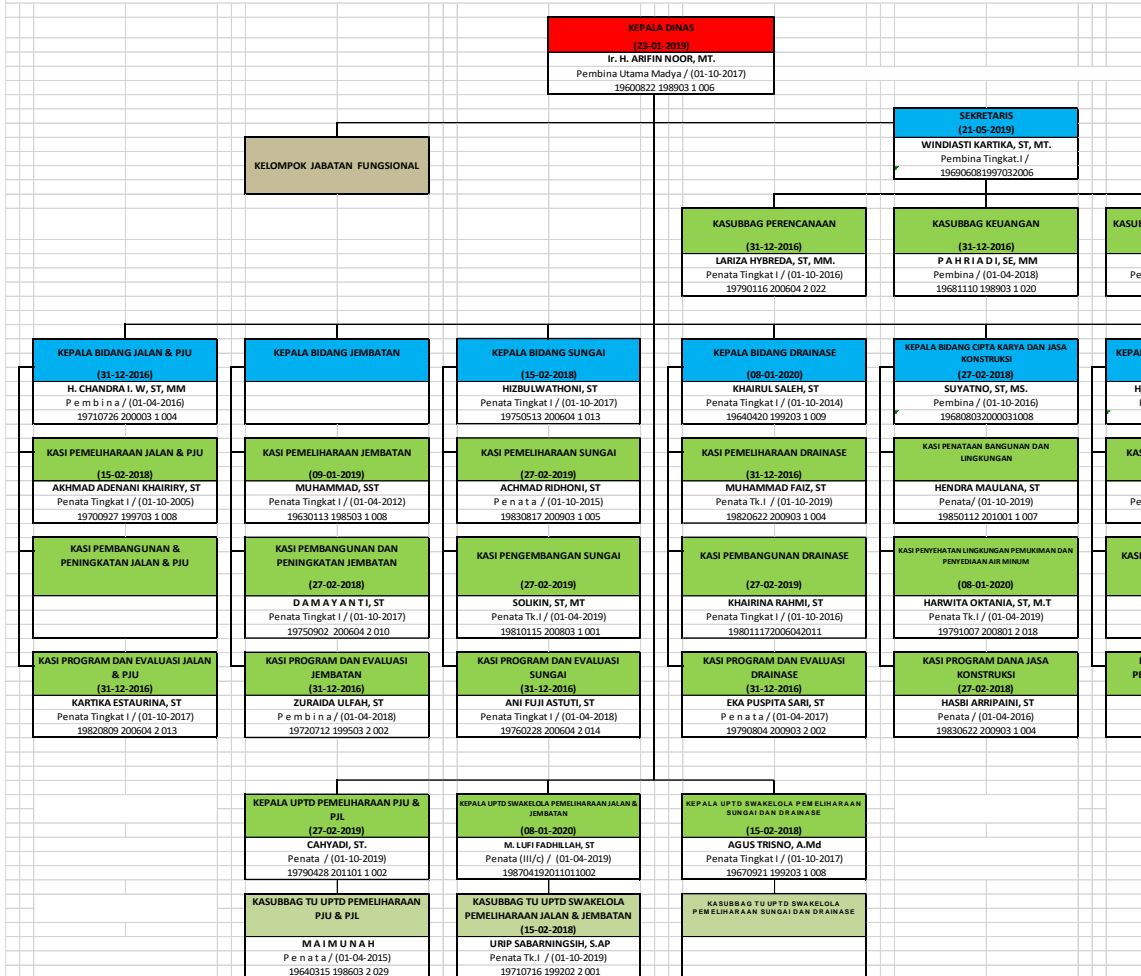 KEPALA DINAS
(23-01-2019)
Ir. H. ARIFIN NOOR, MT.
Pembina Utama Madya / (01-10-2017)
19600822 198903 1 006
SEKRETARIS
(21-05-2019)
WINDIASTI KARTIKA, ST, MT.
Pembina Tingkat.I /
196906081997032006
KELOMPOK JABATAN FUNGSIONAL
KASUBBAG PERENCANAAN
(31-12-2016)
LARIZA HYBREDA, ST, MM.
Penata Tingkat I / (01-10-2016)
19790116 200604 2 022
KASUBBAG KEUANGAN
(31-12-2016)
P A H R I A D I, SE, MM
Pembina / (01-04-2018)
19681110 198903 1 020
KASUB
Pe
KEPALA BIDANG JALAN & PJU
(31-12-2016)
H. CHANDRA I. W, ST, MM
P e m b i n a / (01-04-2016)
19710726 200003 1 004
KEPALA BIDANG JEMBATAN
KEPALA BIDANG SUNGAI
(15-02-2018)
HIZBULWATHONI, ST
Penata Tingkat I / (01-10-2017)
19750513 200604 1 013
KEPALA BIDANG DRAINASE
(08-01-2020)
KHAIRUL SALEH, ST
Penata Tingkat I / (01-10-2014)
19640420 199203 1 009
KEPALA BIDANG CIPTA KARYA DAN JASA
KONSTRUKSI
(27-02-2018)
SUYATNO, ST, MS.
Pembina / (01-10-2016)
196808032000031008
KEPAL
H
KASI PEMELIHARAAN JALAN & PJU
(15-02-2018)
AKHMAD ADENANI KHAIRIRY, ST
Penata Tingkat I / (01-10-2005)
19700927 199703 1 008
KASI PEMELIHARAAN JEMBATAN
(09-01-2019)
MUHAMMAD, SST
Penata Tingkat I / (01-04-2012)
19630113 198503 1 008
KASI PEMELIHARAAN SUNGAI
(27-02-2019)
ACHMAD RIDHONI, ST
P e n a t a / (01-10-2015)
19830817 200903 1 005
KASI PEMELIHARAAN DRAINASE
(31-12-2016)
MUHAMMAD FAIZ, ST
Penata Tk.I / (01-10-2019)
19820622 200903 1 004
KASI PENATAAN BANGUNAN DAN
LINGKUNGAN
HENDRA MAULANA, ST
Penata/ (01-10-2019)
19850112 201001 1 007
KAS
Pe
KASI PEMBANGUNAN &
PENINGKATAN JALAN & PJU
KASI PEMBANGUNAN DAN
PENINGKATAN JEMBATAN
(27-02-2018)
D A M A Y A N T I, ST
Penata Tingkat I / (01-10-2017)
19750902 200604 2 010
KASI PENGEMBANGAN SUNGAI
(27-02-2019)
SOLIKIN, ST, MT
Penata Tk.I / (01-04-2019)
19810115 200803 1 001
KASI PEMBANGUNAN DRAINASE
(27-02-2019)
KHAIRINA RAHMI, ST
Penata Tingkat I / (01-10-2016)
198011172006042011
KASI PENYEHATAN LINGKUNGAN PEMUKIMAN DAN
PENYEDIAAN AIR MINUM
(08-01-2020)
HARWITA OKTANIA, ST, M.T
Penata Tk.I / (01-04-2019)
19791007 200801 2 018
KASI
KASI PROGRAM DAN EVALUASI JALAN
& PJU
(31-12-2016)
KARTIKA ESTAURINA, ST
Penata Tingkat I / (01-10-2017)
19820809 200604 2 013
KASI PROGRAM DAN EVALUASI
JEMBATAN
(31-12-2016)
ZURAIDA ULFAH, ST
P e m b i n a / (01-04-2018)
19720712 199503 2 002
KASI PROGRAM DAN EVALUASI
SUNGAI
(31-12-2016)
ANI FUJI ASTUTI, ST
Penata Tingkat I / (01-04-2018)
19760228 200604 2 014
KASI PROGRAM DAN EVALUASI
DRAINASE
(31-12-2016)
EKA PUSPITA SARI, ST
P e n a t a / (01-04-2017)
19790804 200903 2 002
KASI PROGRAM DANA JASA
KONSTRUKSI
(27-02-2018)
HASBI ARRIPAINI, ST
Penata / (01-04-2016)
19830622 200903 1 004
PE
KEPALA UPTD PEMELIHARAAN PJU &
PJL
(27-02-2019)
CAHYADI, ST.
Penata / (01-10-2019)
19790428 201101 1 002
KEPALA UPTD SWAKELOLA PEMELIHARAAN JALAN &
JEMBATAN
(08-01-2020)
M. LUFI FADHILLAH, ST
Penata (III/c) / (01-04-2019)
198704192011011002
KEPALA UPTD SWAKELOLA PEMELIHARAAN
SUNGAI DAN DRAINASE
(15-02-2018)
AGUS TRISNO, A.Md
Penata Tingkat I / (01-10-2017)
19670921 199203 1 008
KASUBBAG TU UPTD PEMELIHARAAN
PJU & PJL
M A I M U N A H
P e n a t a / (01-04-2015)
19640315 198603 2 029
KASUBBAG TU UPTD SWAKELOLA
PEMELIHARAAN JALAN & JEMBATAN
(15-02-2018)
URIP SABARNINGSIH, S.AP
Penata Tk.I / (01-10-2019)
19710716 199202 2 001
KASUBBAG TU UPTD SWAKELOLA
PEMELIHARAAN SUNGAI DAN DRAINASE